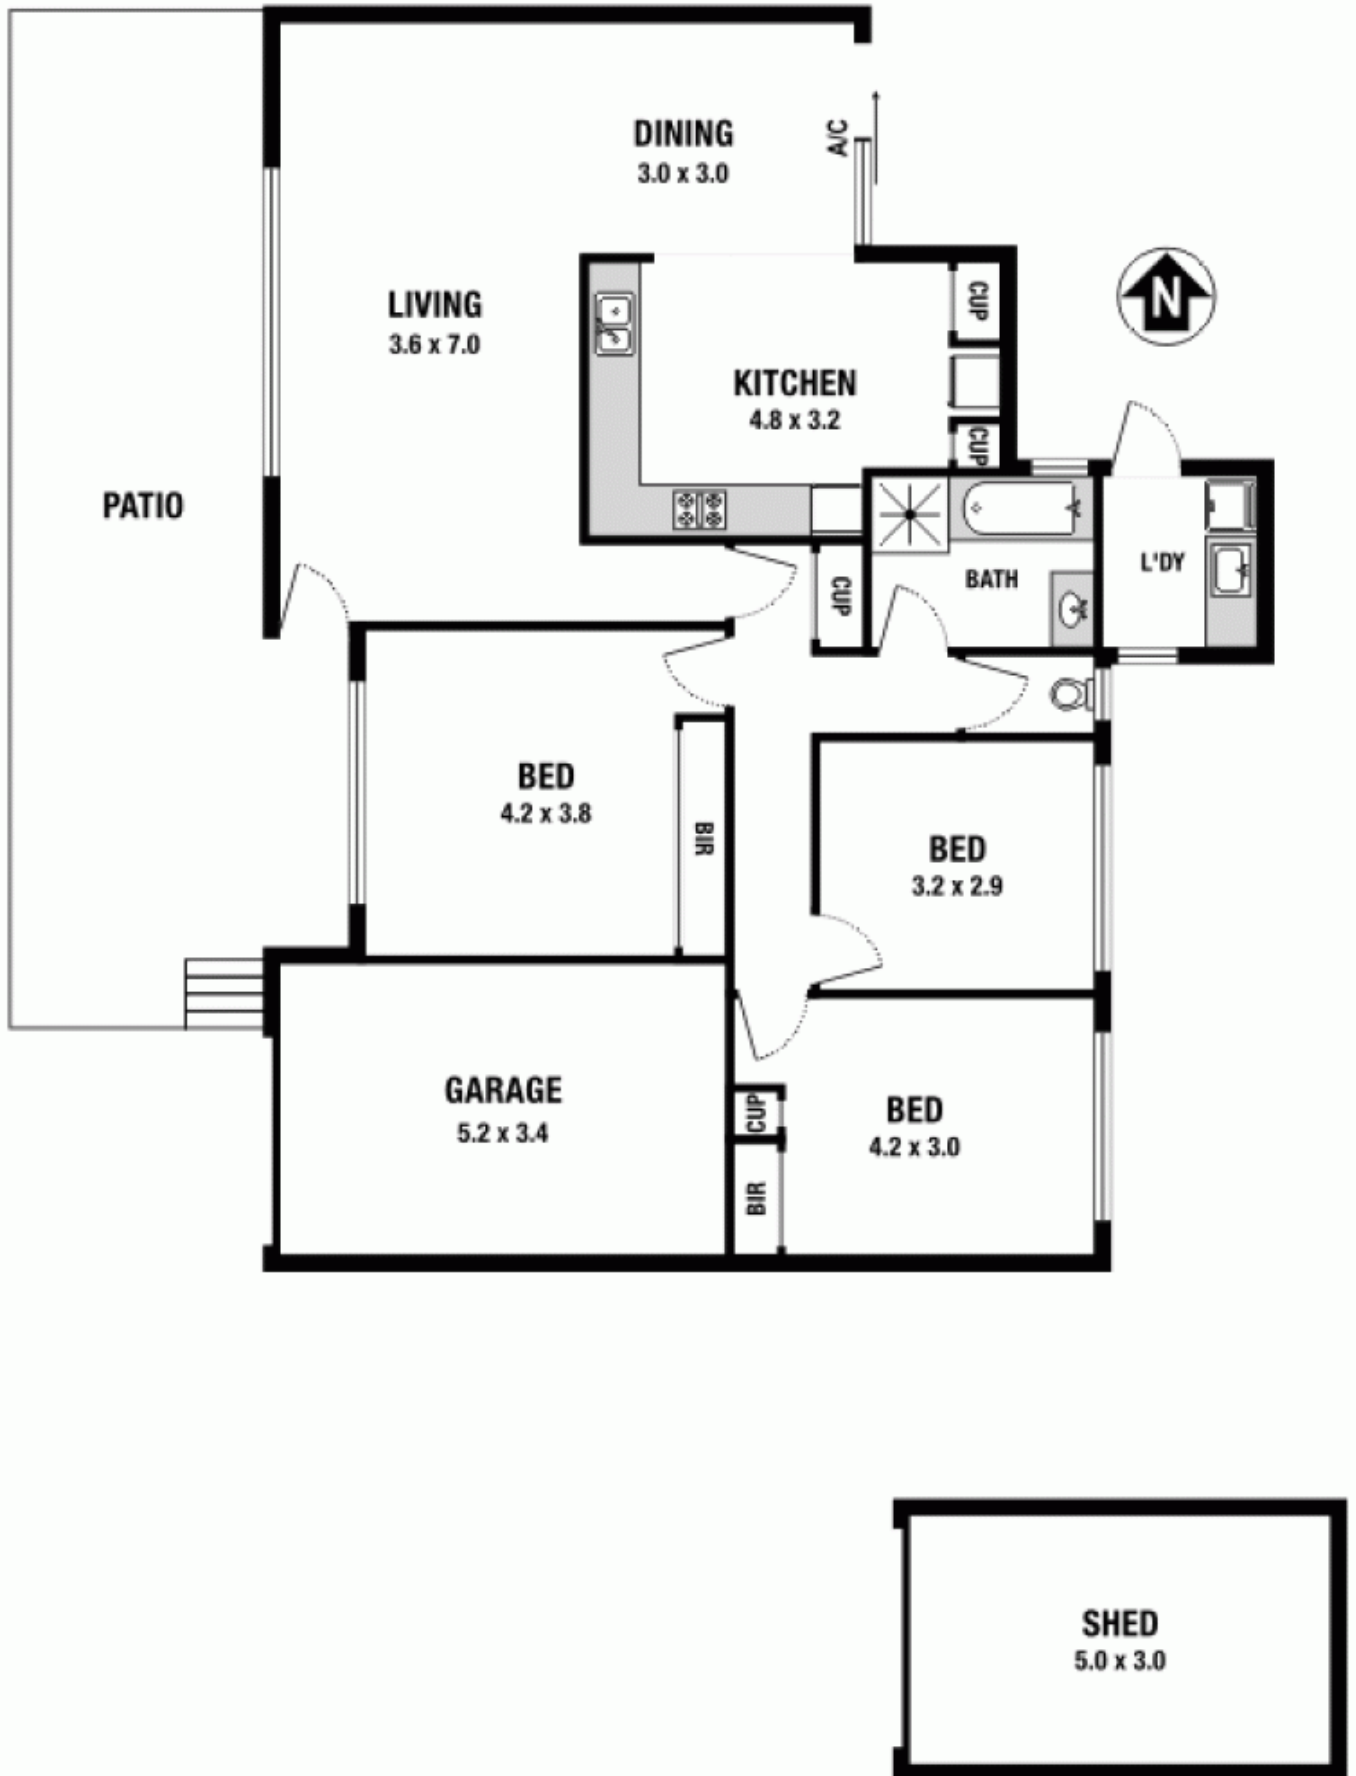 DINING
3.0 x 3.0
A/C
LIVING
3.6 x 7.0
CUP
N
KITCHEN
4.8 x 3.2
CUP
PATIO
BATH
L'DY
CUP
BED
4.2 x 3.8
BIR
BED
3.2 x 2.9
GARAGE
5.2 x 3.4
CUP
BED
4.2 x 3.0
BIR
SHED
5.0 x 3.0